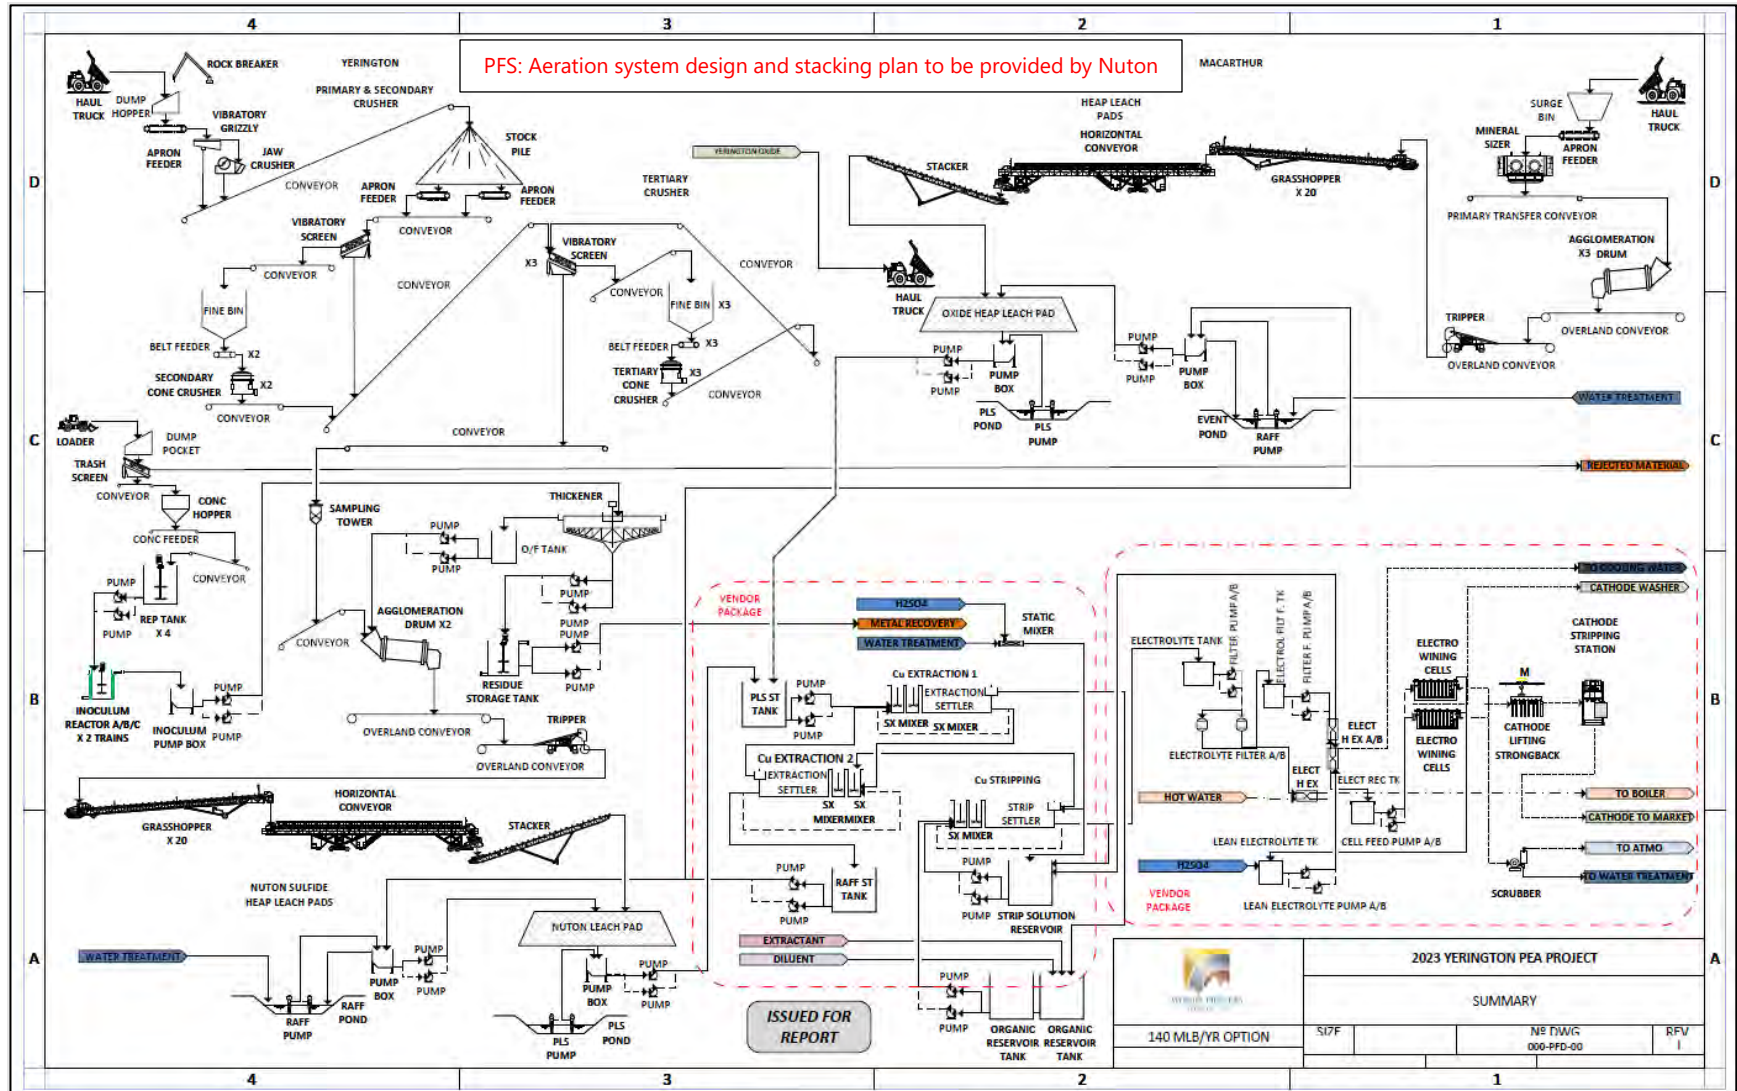 4
3
2
1
ROCK BREAKER
YERINGTON
PFS: Aeration system design and stacking plan to be provided by Nuton
MACARTHUR
HAUL
TRUCK
DUMP
HOPPER
PRIMARY & SECONDARY
CRUSHER
VIBRATORY
GRIZZLY
STOCK
PILE
APRON
FEEDER
JAW
CRUSHER
CONVEYOR
APRON
FEEDER
APRON
FEEDER
YERINGTON OXIDE
TERTIARY
CRUSHER
STACKER
HEAP LEACH
PADS
HORIZONTAL
CONVEYOR
GRASSHOPPER
X 20
SURGE
BIN
HAUL
TRUCK
MINERAL
SIZER
APRON
FEEDER
D
D
PRIMARY TRANSFER CONVEYOR
AGGLOMERATION
X3 DRUM
VIBRATORY
SCREEN
CONVEYOR
CONVEYOR
CONVEYOR
VIBRATORY
SCREEN
X3
CONVEYOR
CONVEYOR
HAUL
TRUCK
FINE BIN
FINE BIN
X3
OXIDE HEAP LEACH PAD
TRIPPER
OVERLAND CONVEYOR
BELT FEEDER
X2
BELT FEEDER
X3
PUMP
PUMP
PUMP
BOX
PUMP
PUMP
PUMP
BOX
OVERLAND CONVEYOR
SECONDARY
CONE CRUSHER
X2
TERTIARY
CONE
CRUSHER
X3
CONVEYOR
CONVEYOR
PLS
POND
PLS
PUMP
EVENT
POND
RAFF
PUMP
WATER TREATMENT
C
C
LOADER
DUMP
POCKET
CONVEYOR
TRASH
SCREEN
REJECTED MATERIAL
CONVEYOR
CONC
HOPPER
CONC FEEDER
CONVEYOR
SAMPLING
TOWER
THICKENER
PUMP
PUMP
O/F TANK
PUMP
PUMP
REP TANK
X 4
PUMP
PUMP
CONVEYOR
AGGLOMERATION
DRUM X2
PUMP
PUMP
RESIDUE
STORAGE TANK
VENDOR
PACKAGE
H2SO4
METAL RECOVERY
WATER TREATMENT
STATIC
MIXER
TO COOLING WATER
CATHODE WASHER
ELECTROLYTE TANK
FILTER PUMP A/B
ELECTROL FILT F. TK
FILTER F. PUMP A/B
ELECTRO
WINING
CELLS
CATHODE
STRIPPING
STATION
M
B
B
INOCULUM
REACTOR A/B/C
X 2 TRAINS
INOCULUM
PUMP BOX
PUMP
PUMP
OVERLAND CONVEYOR
TRIPPER
OVERLAND CONVEYOR
PLS ST
TANK
PUMP
PUMP
Cu EXTRACTION 1
EXTRACTION
SETTLER
SX MIXER
SX MIXER
Cu EXTRACTION 2
EXTRACTION
SETTLER
SX
MIXER
SX
MIXER
Cu STRIPPING
STRIP
SETTLER
SX MIXER
ELECTROLYTE FILTER A/B
ELECT
H EX A/B
ELECT
H EX
ELECT REC TK
ELECTRO
WINING
CELLS
CATHODE
LIFTING
STRONGBACK
HOT WATER
TO BOILER
CATHODE TO MARKET
LEAN ELECTROLYTE TK
CELL FEED PUMP A/B
TO ATMO
H2SO4
SCRUBBER
TO WATER TREATMENT
VENDOR
PACKAGE
LEAN ELECTROLYTE PUMP A/B
GRASSHOPPER
X 20
HORIZONTAL
CONVEYOR
STACKER
NUTON SULFIDE
HEAP LEACH PADS
NUTON LEACH PAD
PUMP
PUMP
RAFF ST
TANK
PUMP
PUMP
STRIP SOLUTION
RESERVOIR
EXTRACTANT
DILUENT
A
A
WATER TREATMENT
PUMP
BOX
PUMP
PUMP
RAFF
PUMP
RAFF
POND
PUMP
BOX
PUMP
PUMP
PLS
PUMP
PLS
POND
ISSUED FOR
REPORT
PUMP
PUMP
ORGANIC
RESERVOIR
TANK
ORGANIC
RESERVOIR
TANK
2023 YERINGTON PEA PROJECT
SUMMARY
140 MLB/YR OPTION
SIZE
Nº DWG
000-PFD-00
REV
I
4
3
2
1